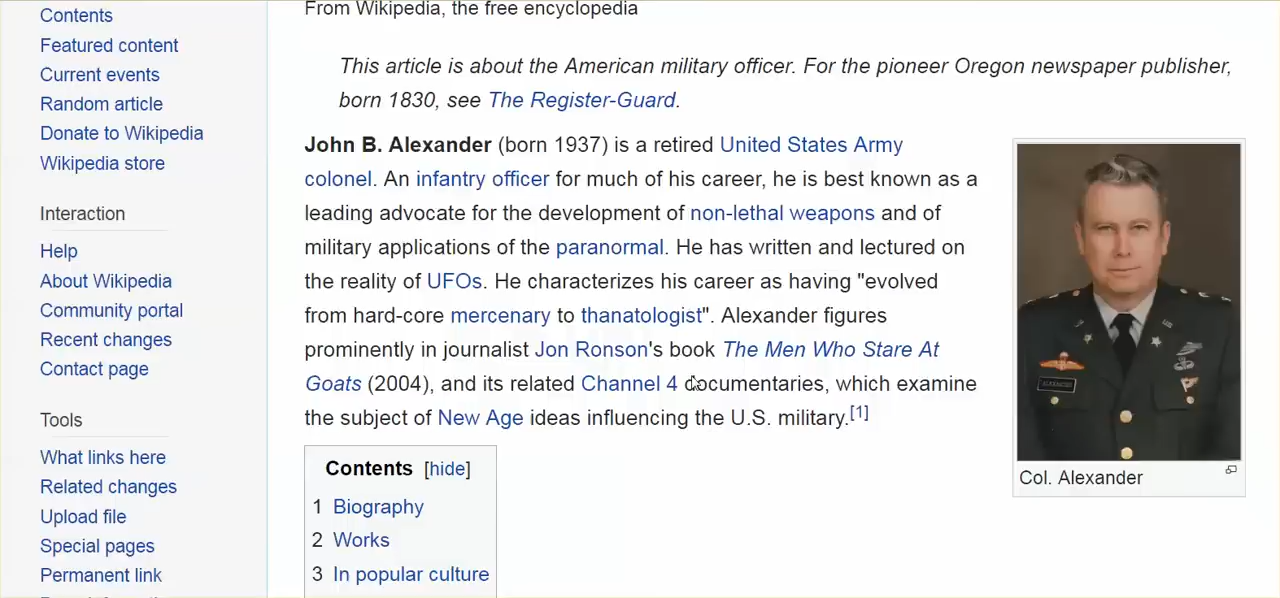 Contents
Featured content
Current events
Random article
Donate to Wikipedia
Wikipedia store
Interaction
Help
About Wikipedia
Community portal
Recent changes
Contact page
Tools
What links here
Related changes
Upload file
Special pages
Permanent link
From Wikipedia, the free encyclopedia
This article is about the American military officer. For the pioneer Oregon newspaper publisher,
born 1830, see The Register-Guard.
John B. Alexander (born 1937) is a retired United States Army
colonel. An infantry officer for much of his career, he is best known as a
leading advocate for the development of non-lethal weapons and of
military applications of the paranormal. He has written and lectured on
the reality of UFOs. He characterizes his career as having "evolved
from hard-core mercenary to thanatologist". Alexander figures
prominently in journalist Jon Ronson's book The Men Who Stare At
Goats (2004), and its related Channel 4 documentaries, which examine
the subject of New Age ideas influencing the U.S. military.[1]
Contents [hide]
1 Biography
2 Works
3 In popular culture
ALEXANDER
Col. Alexander